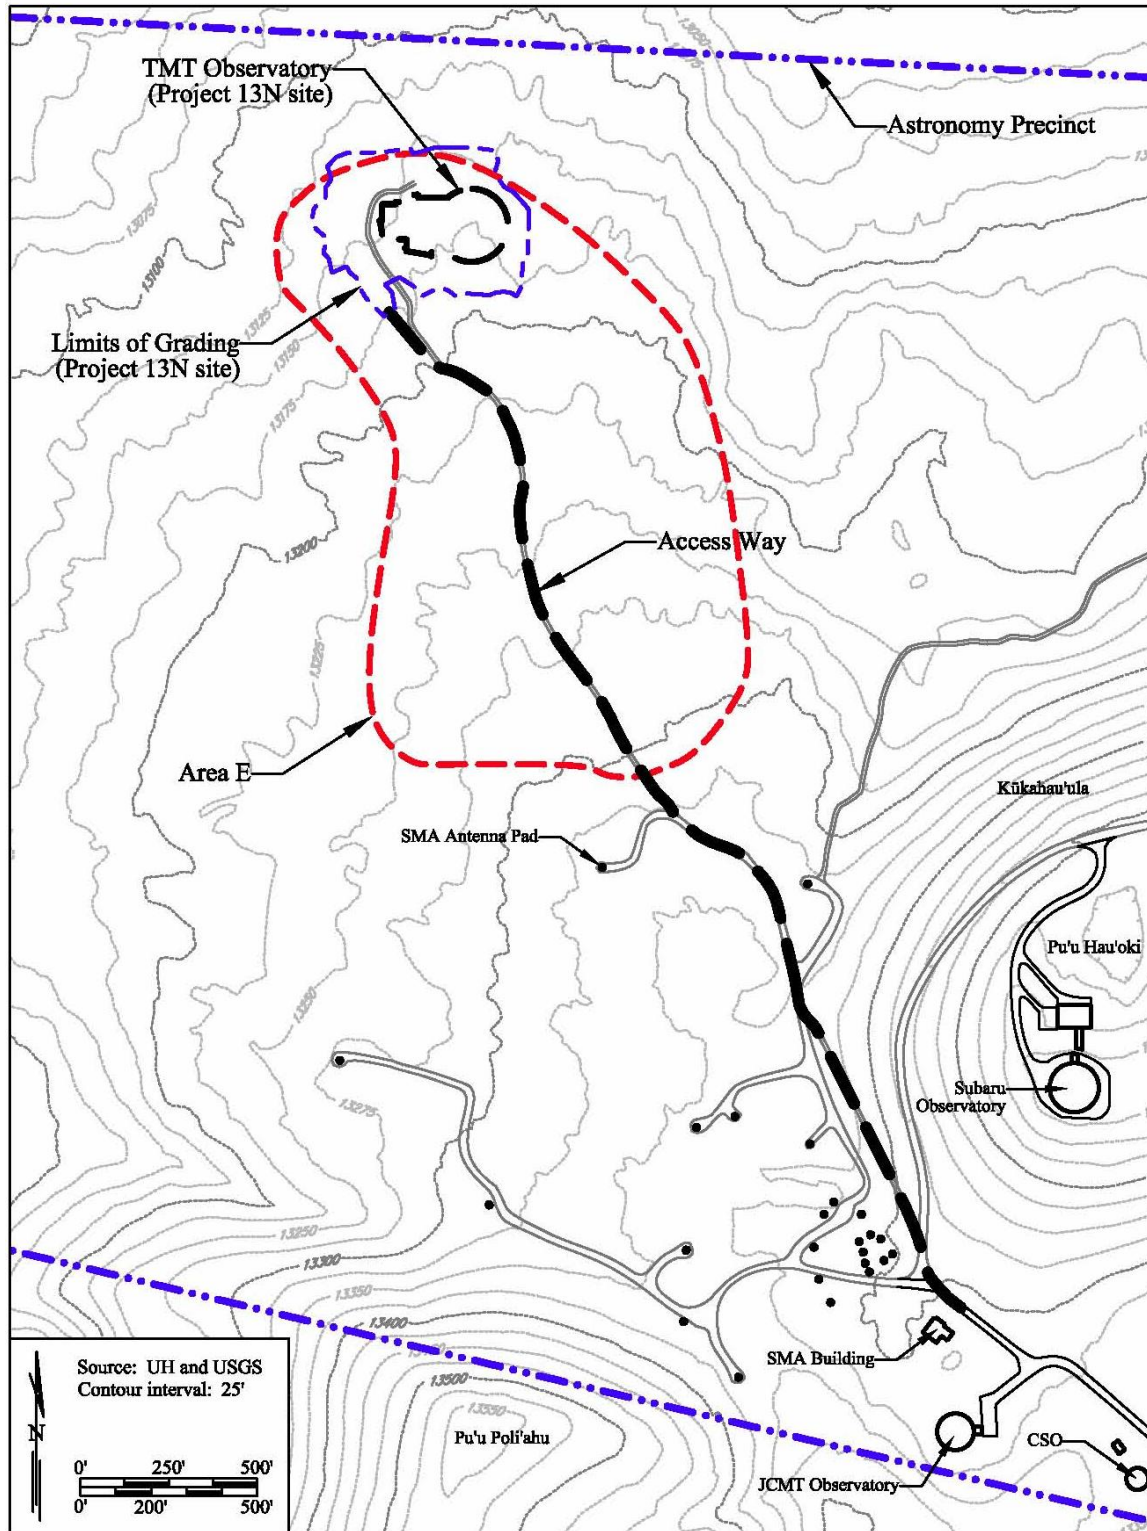 TMT Observatory
(Project 13N site)
Astronomy Precinct
13050
13075
13075
13100
13125
13150
13175
Limits of Grading
(Project 13N site)
13200
Access Way
13225
Area E
Kūkahau'ula
SMA Antenna Pad
Pu'u Hau'oki
13250
13275
Subaru
Observatory
13250
13300
13350
13400
13500
13550
SMA Building
Source: UH and USGS
Contour interval: 25'
N
0' 250' 500'
0' 200' 500'
Pu'u Poli'ahu
CSO
JCMT Observatory